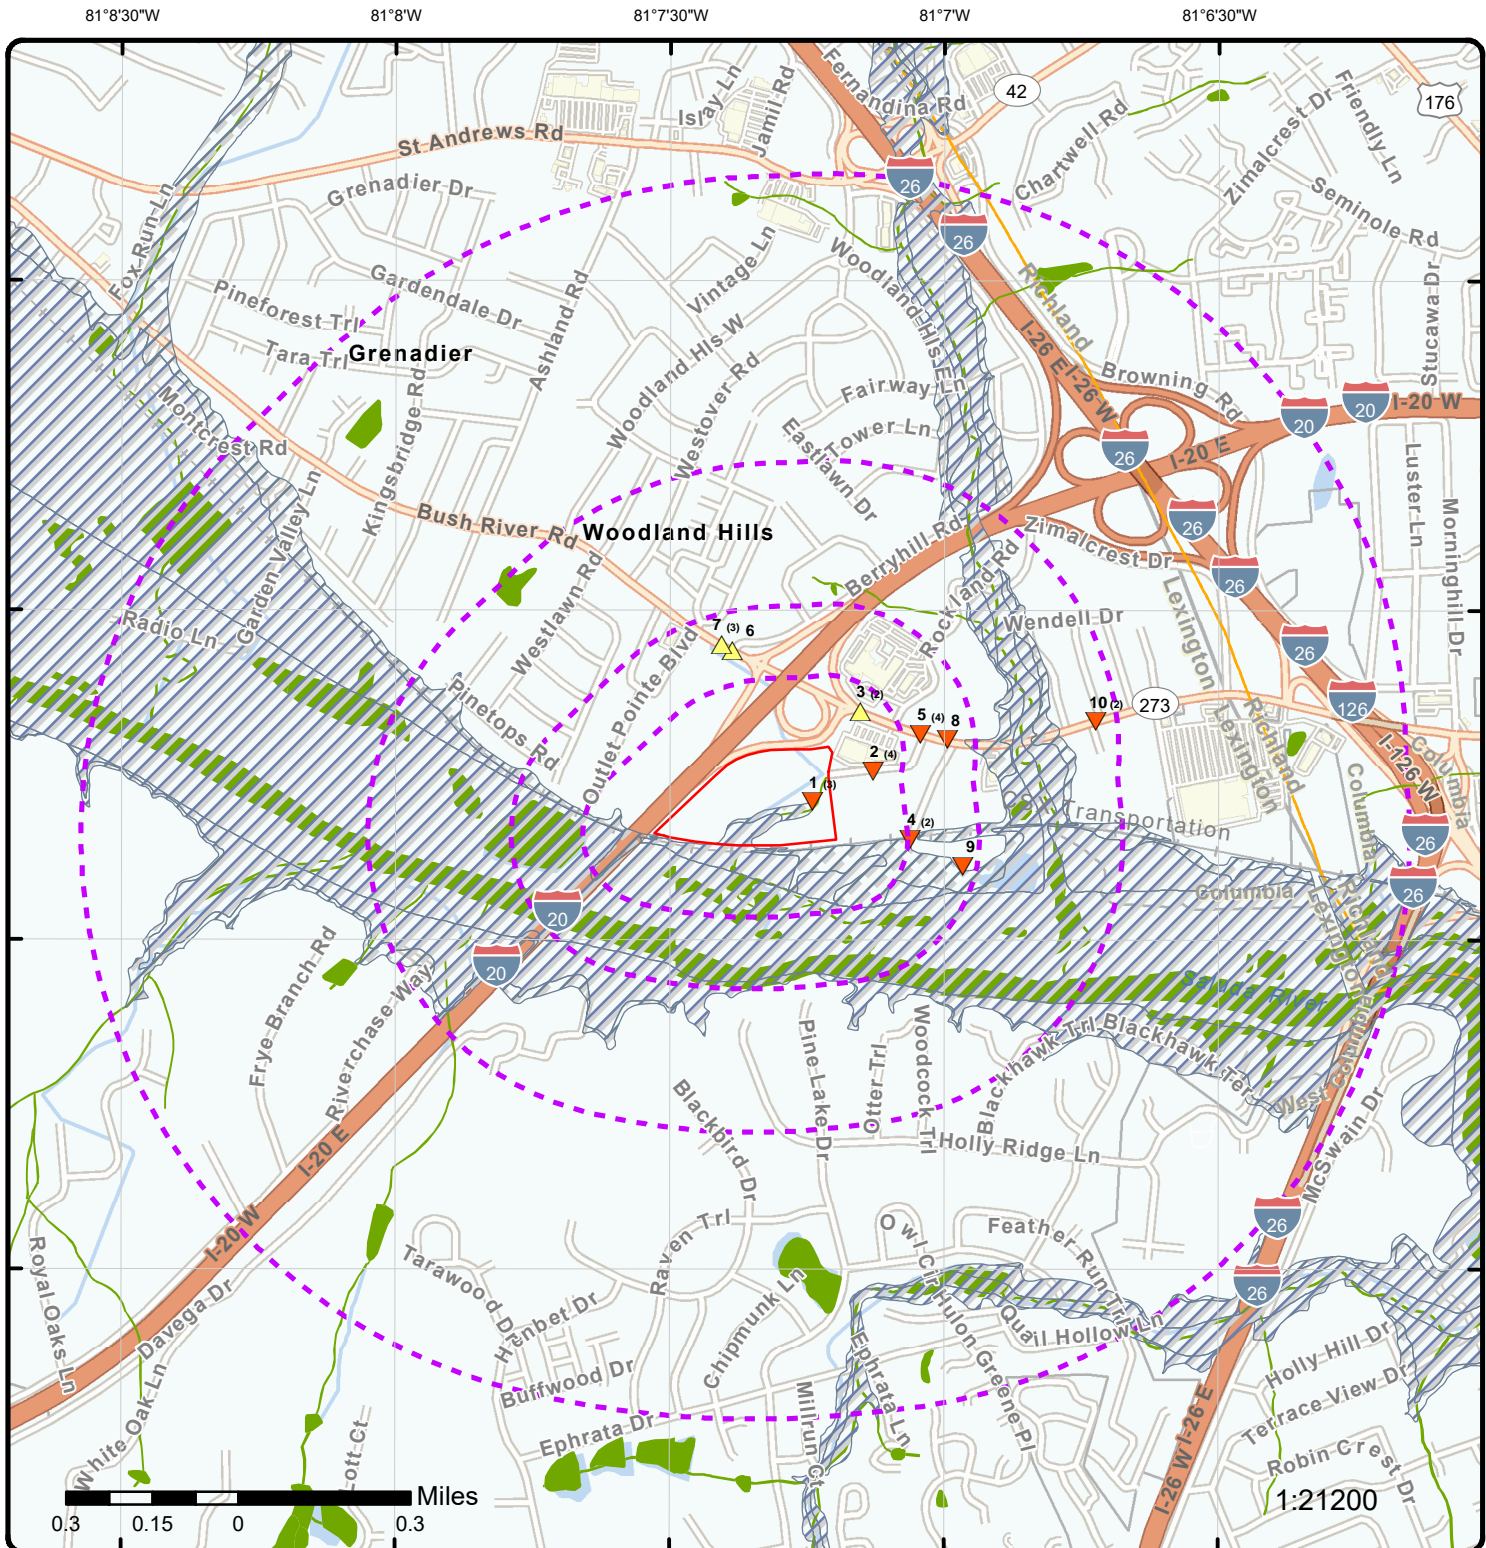 81°8'30"W 81°8'W 81°7'30"W 81°7'W 81°6'30"W
Fernandina Rd
42
176
Islay Ln
Jamil Rd
St Andrews Rd
Chartwell Rd
Zimalcrest Dr
Friendly Ln
Grenadier Dr
26
Seminole Rd
Fox Run Ln
26
Vintage Ln
Woodland Hls E
Richland
Stucawa Dr
Gardendale Dr
Pineforest Trl
Ashland Rd
Woodland Hls W
Tara Trl
Grenadier
I-26 E
I-26 W
Browning Rd
Fairway Ln
Westover Rd
Kingsbridge Rd
Montcrest Rd
Eastlawn Dr
Tower Ln
26
I-20 E
20
20
I-20 W
Luster Ln
Bush River Rd
Woodland Hills
Garden Valley Ln
Berryhill Rd
Zimalcrest Dr
26
26
Morninghill Dr
Radio Ln
Westlawn Rd
Rockland Rd
Wendell Dr
Lexington
26
7 (3) 6
Outlet Pointe Blvd
Pinetops Rd
3 (2)
5 (4) 8
10 (2)
273
126
Lexington
Richland
2 (4)
1 (3)
I-126 W
Columbia
Columbia
4 (2)
Transportation
9
26
Columbia
26
20
20
Lexington
Richland
Saluda River
Frye Branch Rd
Riverchase Way
Pine Lake Dr
Otter Trl
Woodcock Trl
Blackhawk Trl
Blackhawk Ter
West Columbia
McSwain Dr
Blackbird Dr
Holly Ridge Ln
I-20 E
I-20 W
Raven Trl
Owl Cir
Feather Run Trl
26
26
Royal Oaks Ln
Davega Dr
Tarawood Dr
Henbet Dr
Chipmunk Ln
Hulon Greene Pl
Quail Hollow Ln
Holly Hill Dr
Buffwood Dr
Ephrata Ln
Terrace View Dr
White Oak Ln
Lott Ct
Ephrata Dr
Millrun Ct
I-26 W
I-26 E
Robin Crest Dr
Miles
0.3 0.15 0 0.3
1:21200